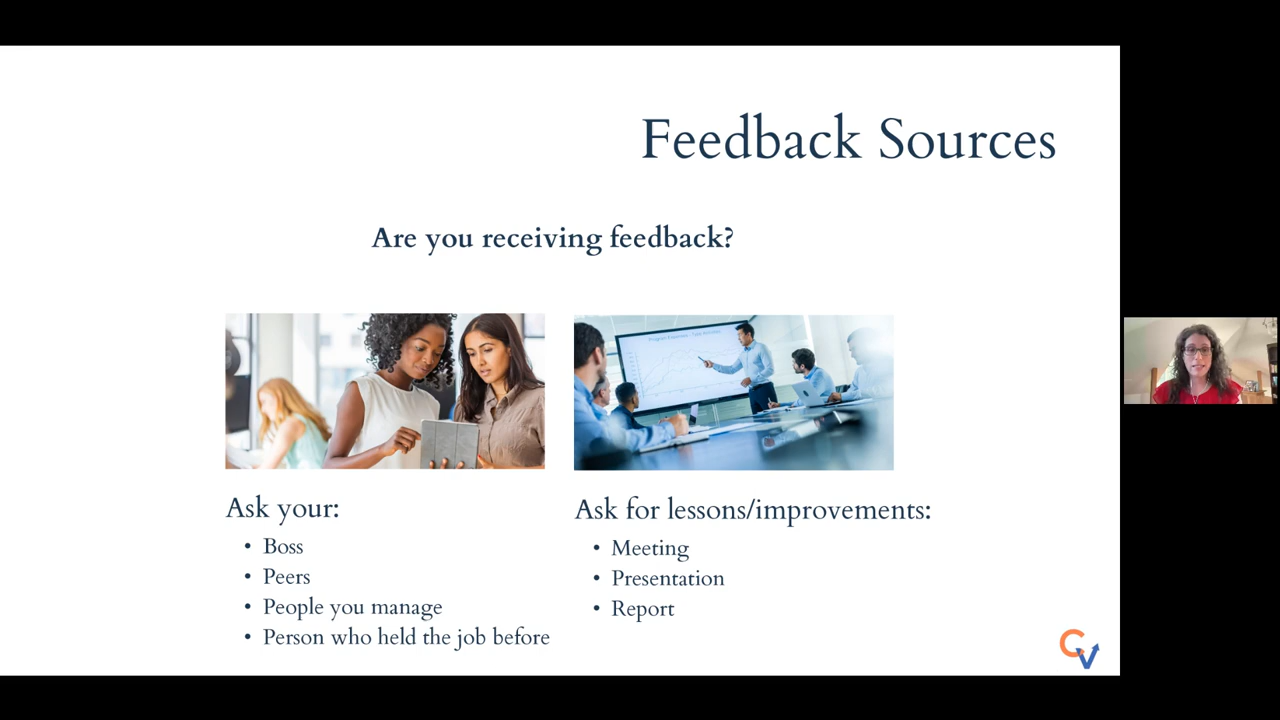 Feedback Sources
Are you receiving feedback?
Ask your:
• Boss
• Peers
• People you manage
• Person who held the job before
Ask for lessons/improvements:
• Meeting
• Presentation
• Report
CV